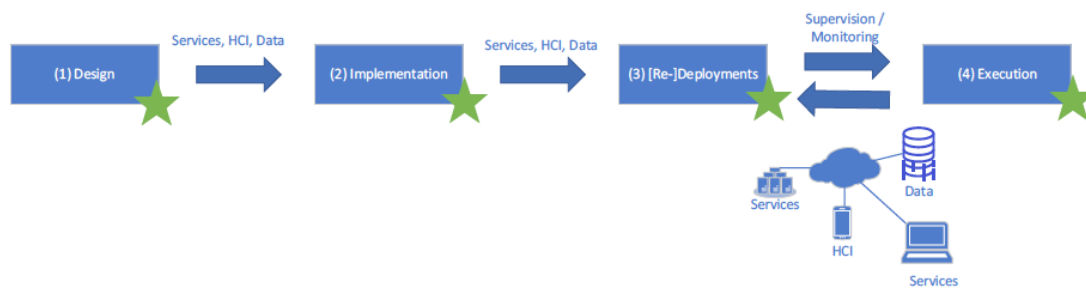 Supervision /
Monitoring
Services, HCI, Data
Services, HCI, Data
(1) Design
(2) Implementation
(3) [Re-]Deployments
(4) Execution
Services
Data
HCI
Services